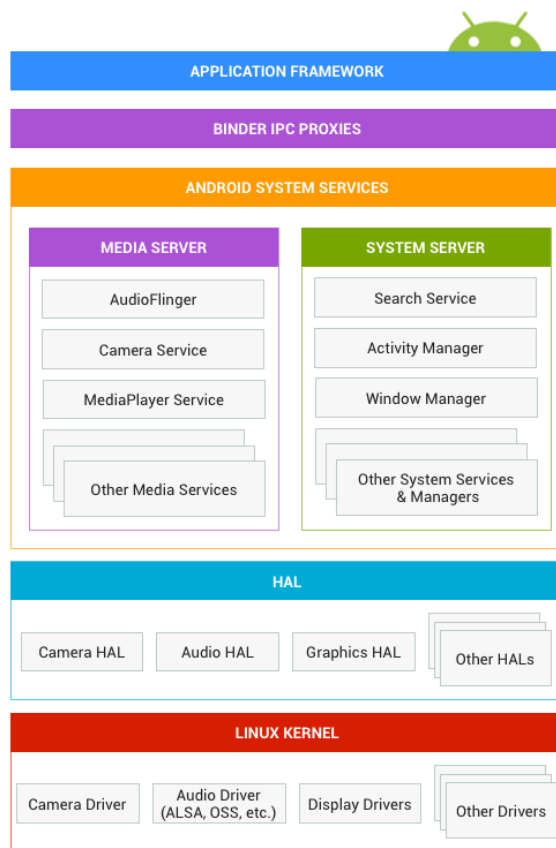 APPLICATION FRAMEWORK
BINDER IPC PROXIES
ANDROID SYSTEM SERVICES
MEDIA SERVER
AudioFlinger
Camera Service
MediaPlayer Service
Other Media Services
SYSTEM SERVER
Search Service
Activity Manager
Window Manager
Other System Services
& Managers
HAL
Camera HAL
Audio HAL
Graphics HAL
Other HALs
LINUX KERNEL
Camera Driver
Audio Driver
(ALSA, OSS, etc.)
Display Drivers
Other Drivers